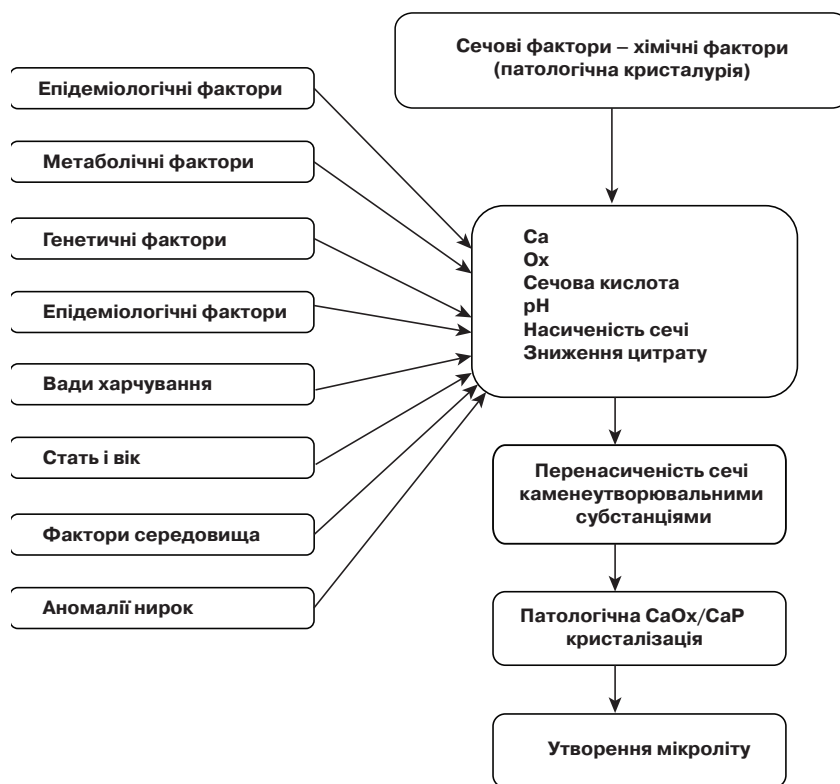 Сечові фактори – хімічні фактори
(патологічна кристалурія)
Епідеміологічні фактори
Метаболічні фактори
Генетичні фактори
Епідеміологічні фактори
Вади харчування
Стать і вік
Фактори середовища
Аномалії нирок
Ca
Ox
Сечова кислота
pH
Насиченість сечі
Зниження цитрату
Перенасиченість сечі
каменеутворювальними
субстанціями
Патологічна CaOx/CaP
кристалізація
Утворення мікроліту